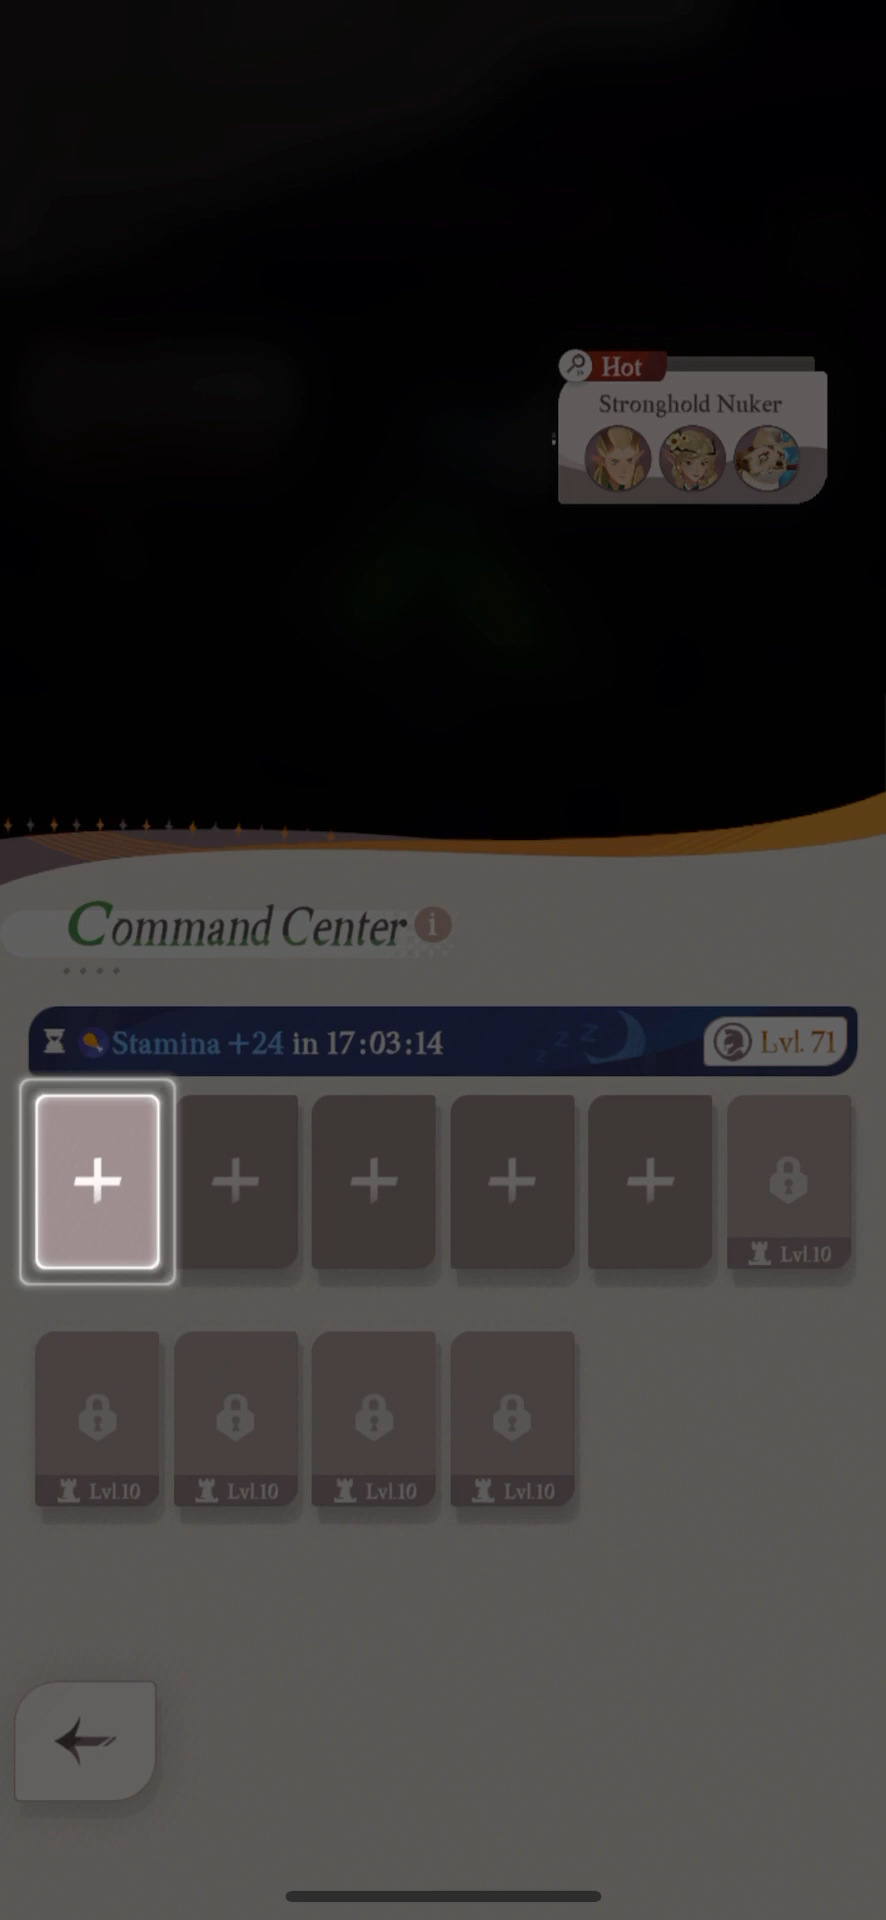 Hot
Stronghold Nuker
Command Center i
Stamina +24 in 17:03:14
z z z
Lvl. 71
Lvl.10
Lvl.10 Lvl.10 Lvl.10 Lvl.10